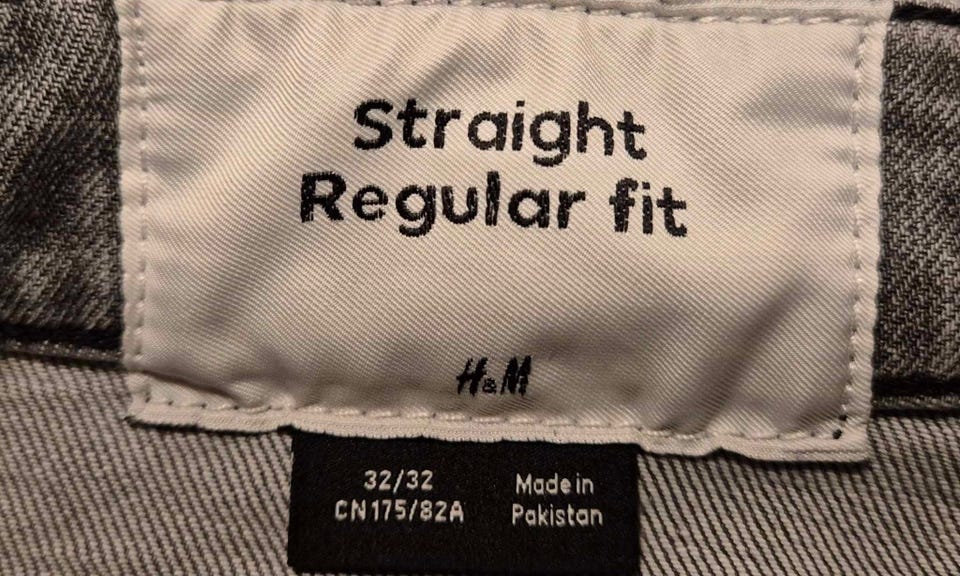 Straight
Regular fit
H&M
32/32
CN175/82A
Made in
Pakistan